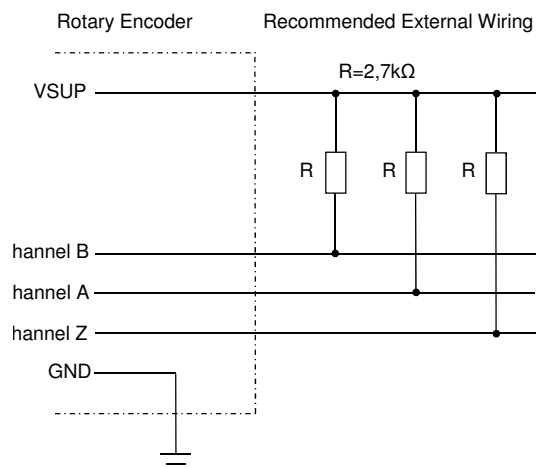 Rotary Encoder
Recommended External Wiring
R=2,7kΩ
VSUP
R
R
R
hannel B
hannel A
hannel Z
GND